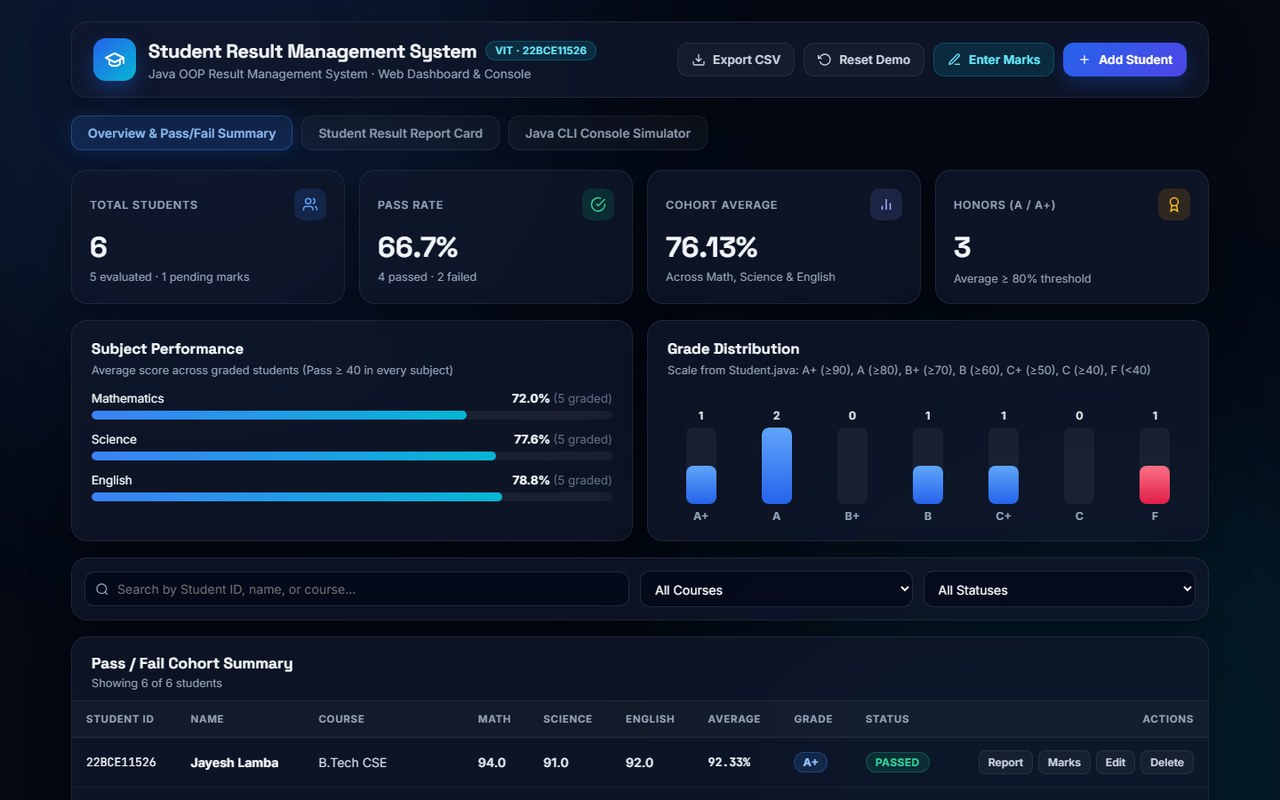 Student Result Management System VIT · 22BCE11526
Java OOP Result Management System · Web Dashboard & Console
Export CSV
Reset Demo
Enter Marks
Add Student
Overview & Pass/Fail Summary
Student Result Report Card
Java CLI Console Simulator
TOTAL STUDENTS
6
5 evaluated · 1 pending marks
PASS RATE
66.7%
4 passed · 2 failed
COHORT AVERAGE
76.13%
Across Math, Science & English
HONORS (A / A+)
3
Average ≥ 80% threshold
Subject Performance
Average score across graded students (Pass ≥ 40 in every subject)
Mathematics 72.0% (5 graded)
Science 77.6% (5 graded)
English 78.8% (5 graded)
Grade Distribution
Scale from Student.java: A+ (≥90), A (≥80), B+ (≥70), B (≥60), C+ (≥50), C (≥40), F (<40)
1 2 0 1 1 0 1
A+ A B+ B C+ C F
Search by Student ID, name, or course...
All Courses
All Statuses
Pass / Fail Cohort Summary
Showing 6 of 6 students
STUDENT ID NAME COURSE MATH SCIENCE ENGLISH AVERAGE GRADE STATUS ACTIONS
22BCE11526 Jayesh Lamba B.Tech CSE 94.0 91.0 92.0 92.33% A+ PASSED Report Marks Edit Delete